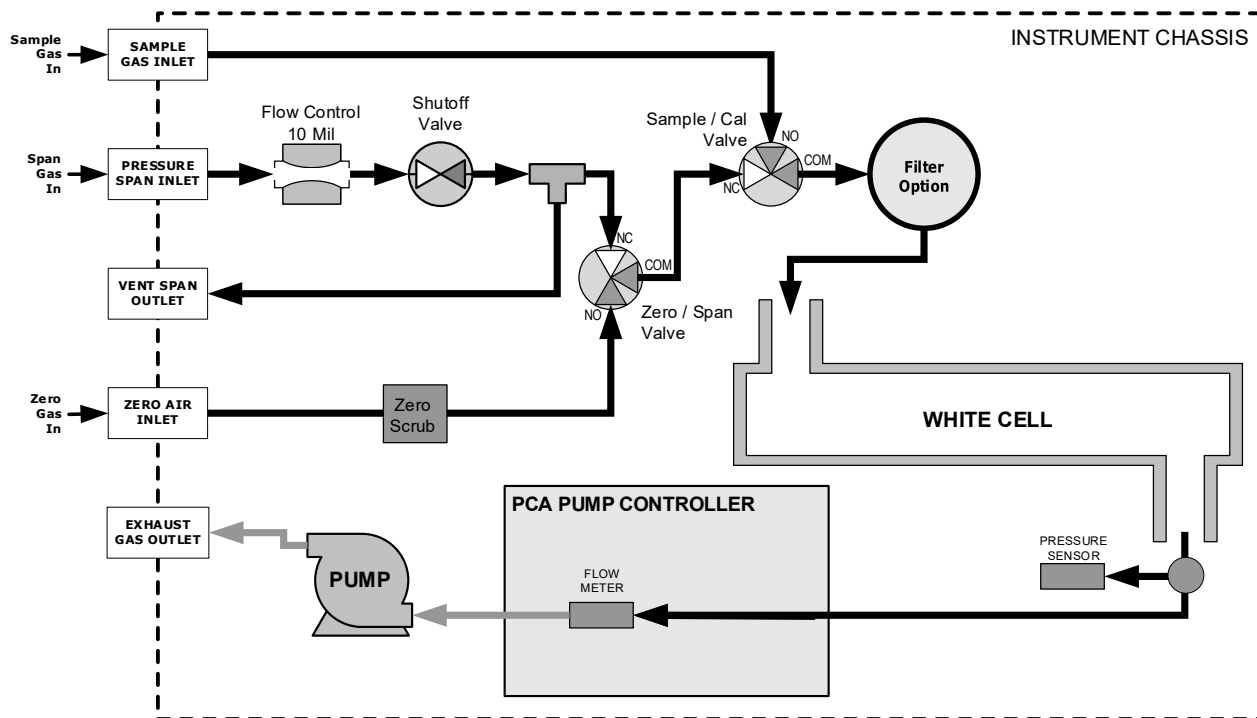 INSTRUMENT CHASSIS
Sample
Gas
In
SAMPLE
GAS INLET
Flow Control
10 Mil
Shutoff
Valve
Sample / Cal
Valve
NO
COM
NC
Filter
Option
Span
Gas
In
PRESSURE
SPAN INLET
NC
COM
NO
Zero / Span
Valve
VENT SPAN
OUTLET
Zero
Gas
In
ZERO AIR
INLET
Zero
Scrub
WHITE CELL
EXHAUST
GAS OUTLET
PUMP
PCA PUMP CONTROLLER
FLOW
METER
PRESSURE
SENSOR